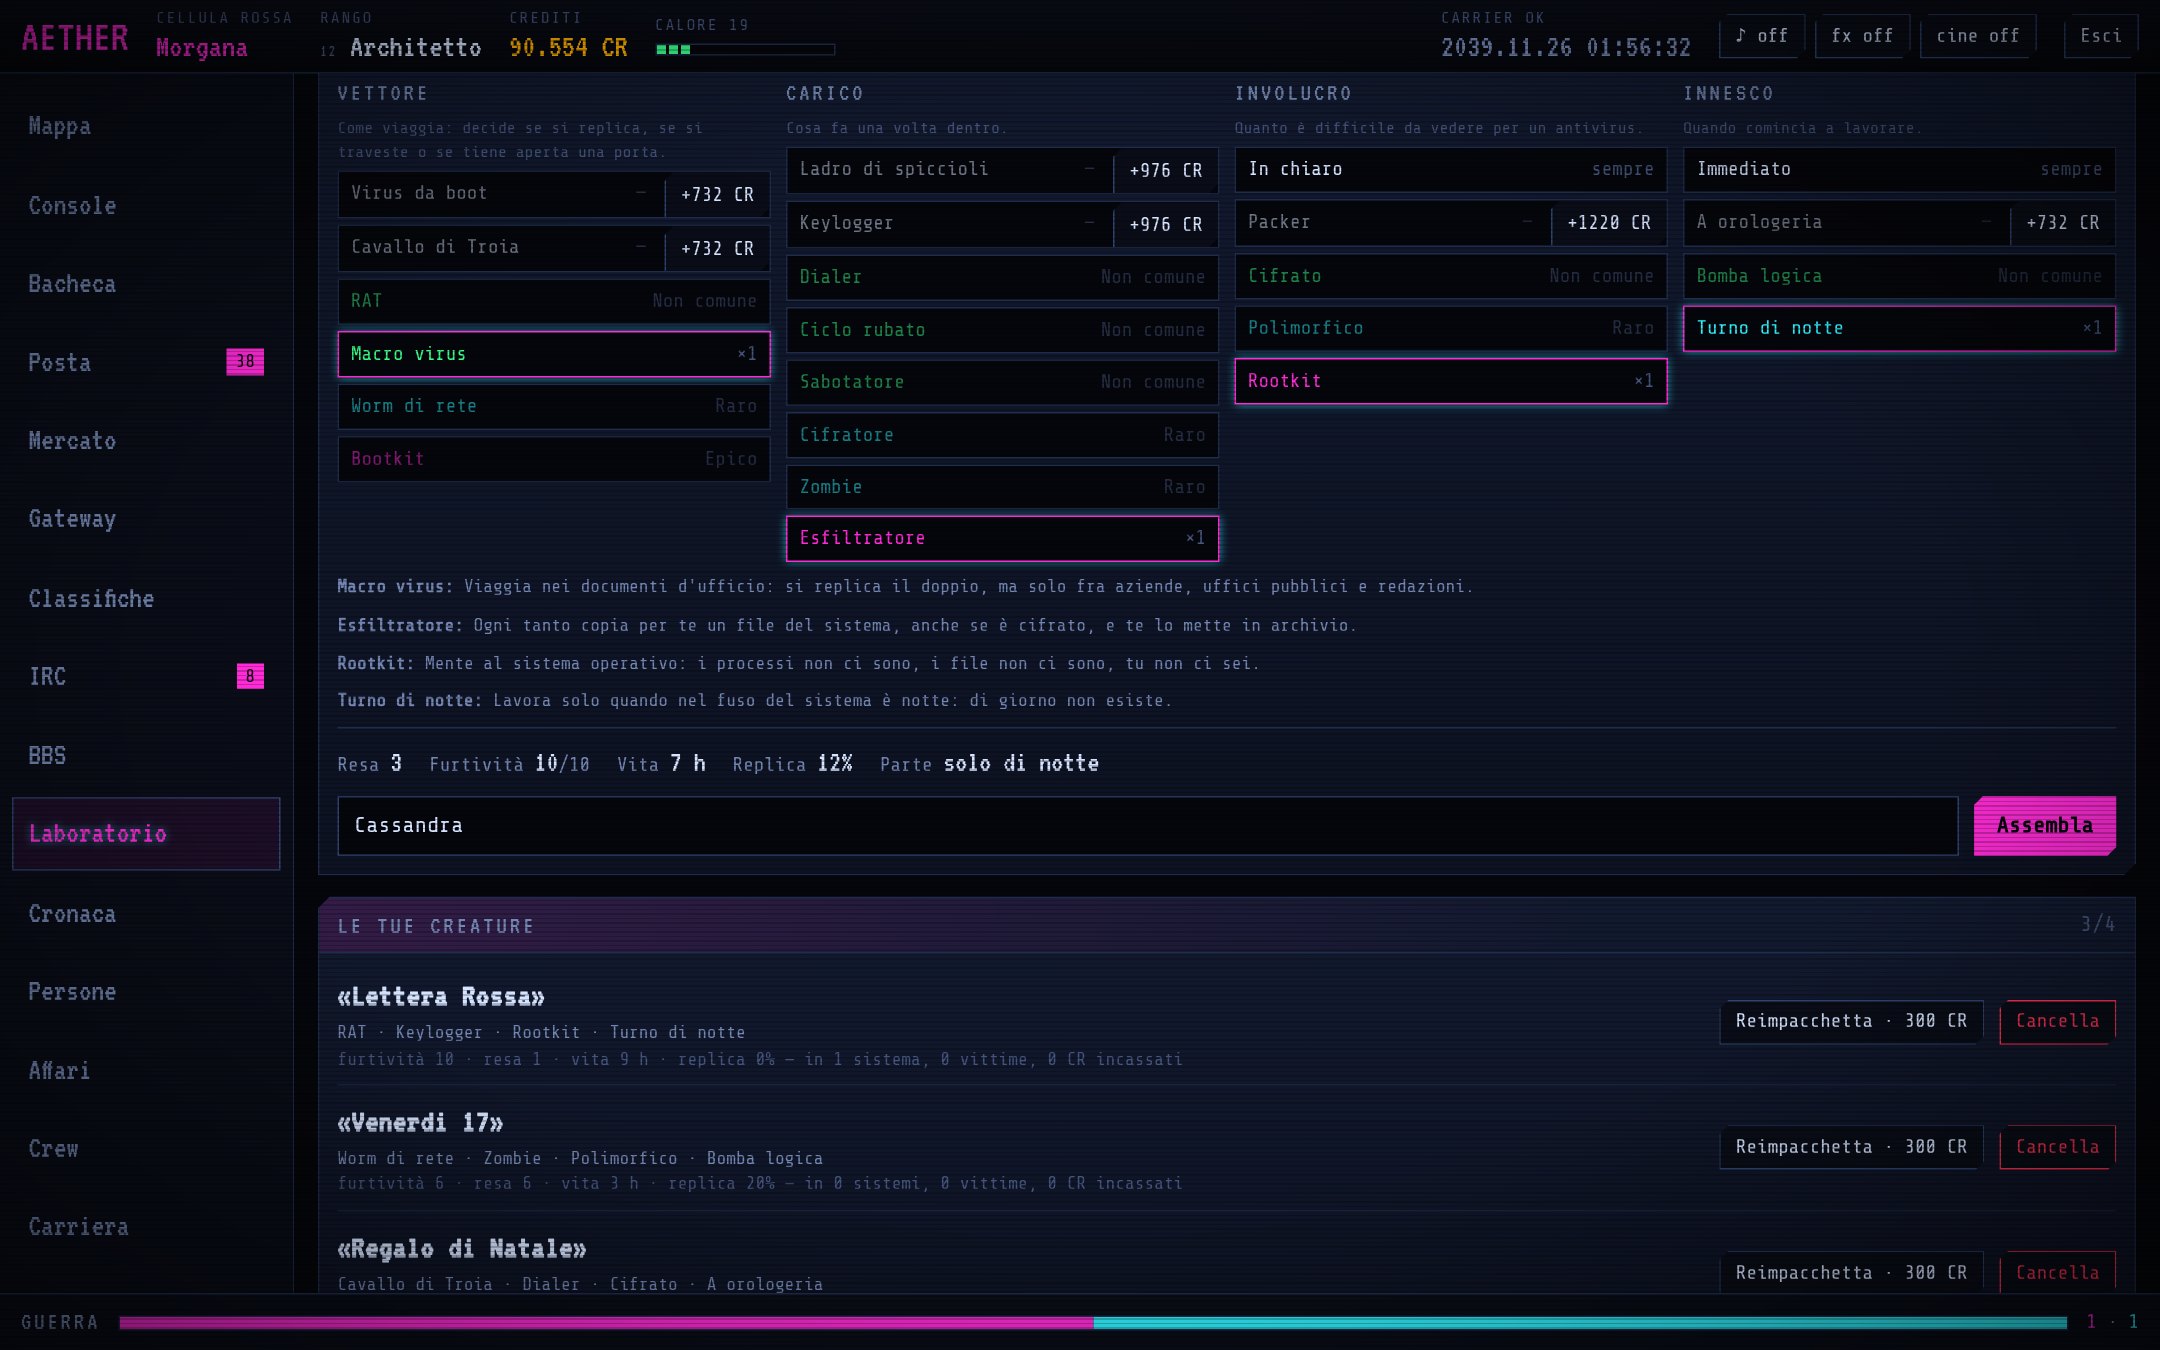 AETHER
CELLULA ROSSA
Morgana
RANGO
12 Architetto
CREDITI
90.554 CR
CALORE 19
CARRIER OK
2039.11.26 01:56:32
♪ off
fx off
cine off
Esci
Mappa
Console
Bacheca
Posta 38
Mercato
Gateway
Classifiche
IRC 8
BBS
Laboratorio
Cronaca
Persone
Affari
Crew
Carriera
VETTORE
Come viaggia: decide se si replica, se si
traveste o se tiene aperta una porta.
Virus da boot — +732 CR
Cavallo di Troia — +732 CR
RAT Non comune
Macro virus ×1
Worm di rete Raro
Bootkit Epico
CARICO
Cosa fa una volta dentro.
Ladro di spiccioli — +976 CR
Keylogger — +976 CR
Dialer Non comune
Ciclo rubato Non comune
Sabotatore Non comune
Cifratore Raro
Zombie Raro
Esfiltratore ×1
INVOLUCRO
Quanto è difficile da vedere per un antivirus.
In chiaro sempre
Packer — +1220 CR
Cifrato Non comune
Polimorfico Raro
Rootkit ×1
INNESCO
Quando comincia a lavorare.
Immediato sempre
A orologeria — +732 CR
Bomba logica Non comune
Turno di notte ×1
Macro virus: Viaggia nei documenti d'ufficio: si replica il doppio, ma solo fra aziende, uffici pubblici e redazioni.
Esfiltratore: Ogni tanto copia per te un file del sistema, anche se è cifrato, e te lo mette in archivio.
Rootkit: Mente al sistema operativo: i processi non ci sono, i file non ci sono, tu non ci sei.
Turno di notte: Lavora solo quando nel fuso del sistema è notte: di giorno non esiste.
Resa 3 Furtività 10/10 Vita 7 h Replica 12% Parte solo di notte
Cassandra
Assembla
LE TUE CREATURE 3/4
«Lettera Rossa»
RAT · Keylogger · Rootkit · Turno di notte
furtività 10 · resa 1 · vita 9 h · replica 0% — in 1 sistema, 0 vittime, 0 CR incassati
Reimpacchetta · 300 CR
Cancella
«Venerdi 17»
Worm di rete · Zombie · Polimorfico · Bomba logica
furtività 6 · resa 6 · vita 3 h · replica 20% — in 0 sistemi, 0 vittime, 0 CR incassati
Reimpacchetta · 300 CR
Cancella
«Regalo di Natale»
Cavallo di Troia · Dialer · Cifrato · A orologeria
Reimpacchetta · 300 CR
Cancella
GUERRA
1 · 1